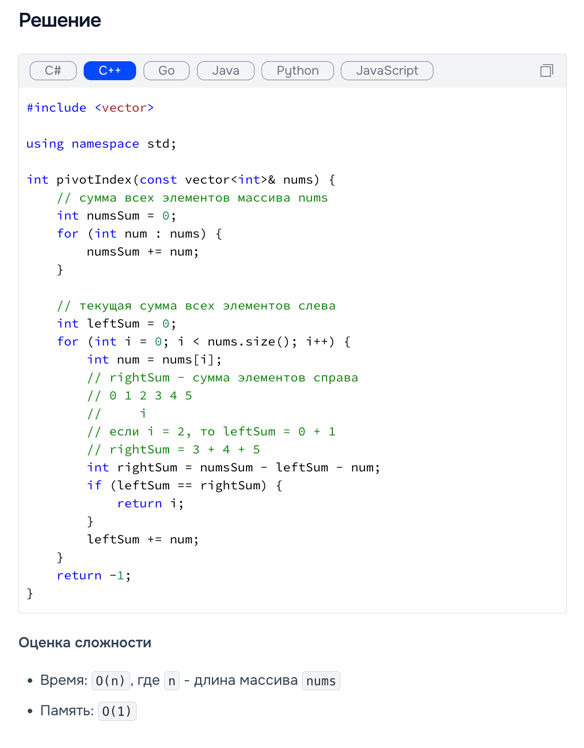 Решение
C# C++ Go Java Python JavaScript
#include <vector>
using namespace std;
int pivotIndex(const vector<int>& nums) {
    // сумма всех элементов массива nums
    int numsSum = 0;
    for (int num : nums) {
        numsSum += num;
    }
    // текущая сумма всех элементов слева
    int leftSum = 0;
    for (int i = 0; i < nums.size(); i++) {
        int num = nums[i];
        // rightSum - сумма элементов справа
        // 0 1 2 3 4 5
        //     i
        // если i = 2, то leftSum = 0 + 1
        // rightSum = 3 + 4 + 5
        int rightSum = numsSum - leftSum - num;
        if (leftSum == rightSum) {
            return i;
        }
        leftSum += num;
    }
    return -1;
}
Оценка сложности
• Время: O(n), где n - длина массива nums
• Память: O(1)